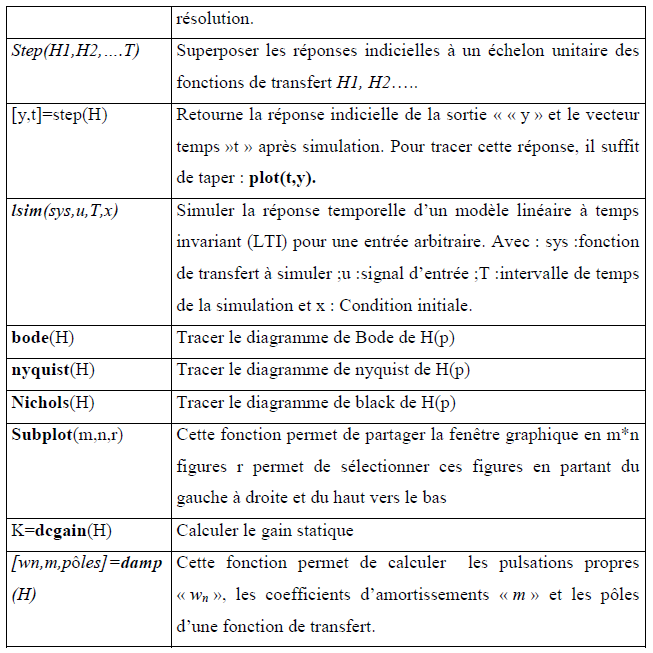 résolution.
Step(H1,H2,….T)
Superposer les réponses indicielles à un échelon unitaire des
fonctions de transfert H1, H2…..
[y,t]=step(H)
Retourne la réponse indicielle de la sortie « « y » et le vecteur
temps »t » après simulation. Pour tracer cette réponse, il suffit
de taper : plot(t,y).
lsim(sys,u,T,x)
Simuler la réponse temporelle d’un modèle linéaire à temps
invariant (LTI) pour une entrée arbitraire. Avec : sys :fonction
de transfert à simuler ;u :signal d’entrée ;T :intervalle de temps
de la simulation et x : Condition initiale.
bode(H)
Tracer le diagramme de Bode de H(p)
nyquist(H)
Tracer le diagramme de nyquist de H(p)
Nichols(H)
Tracer le diagramme de black de H(p)
Subplot(m,n,r)
Cette fonction permet de partager la fenêtre graphique en m*n
figures r permet de sélectionner ces figures en partant du
gauche à droite et du haut vers le bas
K=dcgain(H)
Calculer le gain statique
[wn,m,pôles]=damp
(H)
Cette fonction permet de calculer les pulsations propres
« wn », les coefficients d’amortissements « m » et les pôles
d’une fonction de transfert.